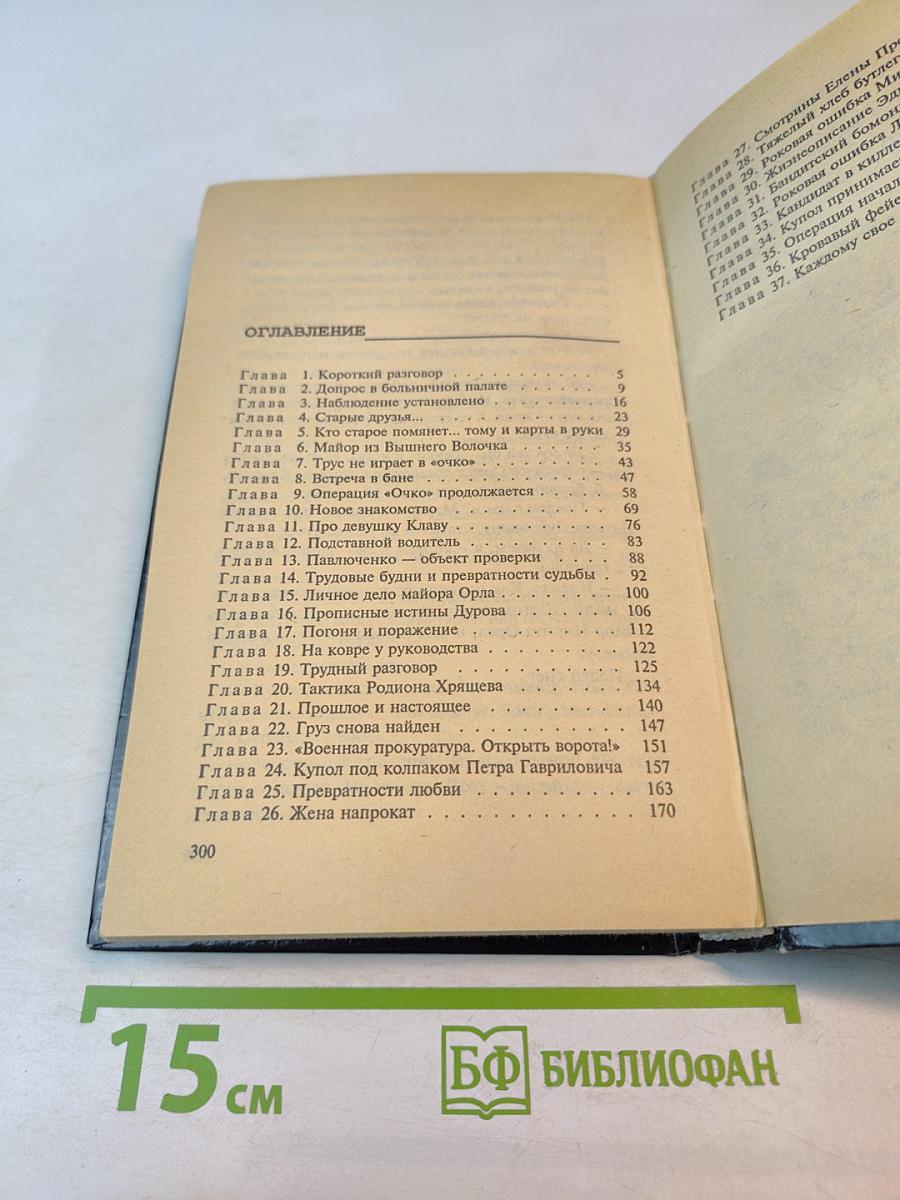 ОГЛАВЛЕНИЕ
Глава 1. Короткий разговор . . . . . . . . . . . 5
Глава 2. Допрос в больничной палате . . . . . . 9
Глава 3. Наблюдение установлено . . . . . . . . 16
Глава 4. Старые друзья... . . . . . . . . . . . . 23
Глава 5. Кто старое помянет... тому и карты в руки 29
Глава 6. Майор из Вышнего Волочка . . . . . . 35
Глава 7. Трус не играет в «очко» . . . . . . . . . 43
Глава 8. Встреча в бане . . . . . . . . . . . . 47
Глава 9. Операция «Очко» продолжается . . . . . 58
Глава 10. Новое знакомство . . . . . . . . . . . 69
Глава 11. Про девушку Клаву . . . . . . . . . . 76
Глава 12. Подставной водитель . . . . . . . . . 83
Глава 13. Павлюченко — объект проверки . . . . 88
Глава 14. Трудовые будни и превратности судьбы . 92
Глава 15. Личное дело майора Орла . . . . . . . . 100
Глава 16. Прописные истины Дурова . . . . . . . 106
Глава 17. Погоня и поражение . . . . . . . . . . 112
Глава 18. На ковре у руководства . . . . . . . . . 122
Глава 19. Трудный разговор . . . . . . . . . . . 125
Глава 20. Тактика Родиона Хрящева . . . . . . . . 134
Глава 21. Прошлое и настоящее . . . . . . . . . . 140
Глава 22. Груз снова найден . . . . . . . . . . . 147
Глава 23. «Военная прокуратура. Открыть ворота!» 151
Глава 24. Купол под колпаком Петра Гавриловича 157
Глава 25. Превратности любви . . . . . . . . . . 163
Глава 26. Жена напрокат . . . . . . . . . . . . . 170
300
Глава 27. Смотрины Елены Пре
Глава 28. Тяжелый хлеб бутлег
Глава 29. Роковая ошибка Ми
Глава 30. Жизнеописание Эд
Глава 31. Бандитский бомон
Глава 32. Роковая ошибка Л
Глава 33. Кандидат в килле
Глава 34. Купол принимае
Глава 35. Операция начал
Глава 36. Кровавый фейе
Глава 37. Каждому свое
15 см
БФ БИБЛИОФАН